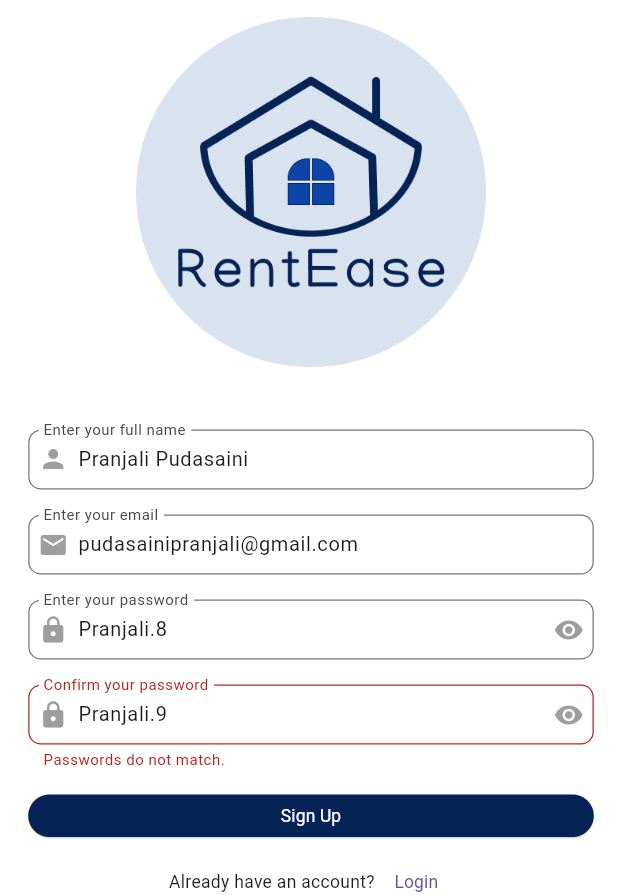 RentEase
Enter your full name
Pranjali Pudasaini
Enter your email
pudasainipranjali@gmail.com
Enter your password
Pranjali.8
Confirm your password
Pranjali.9
Passwords do not match.
Sign Up
Already have an account? Login